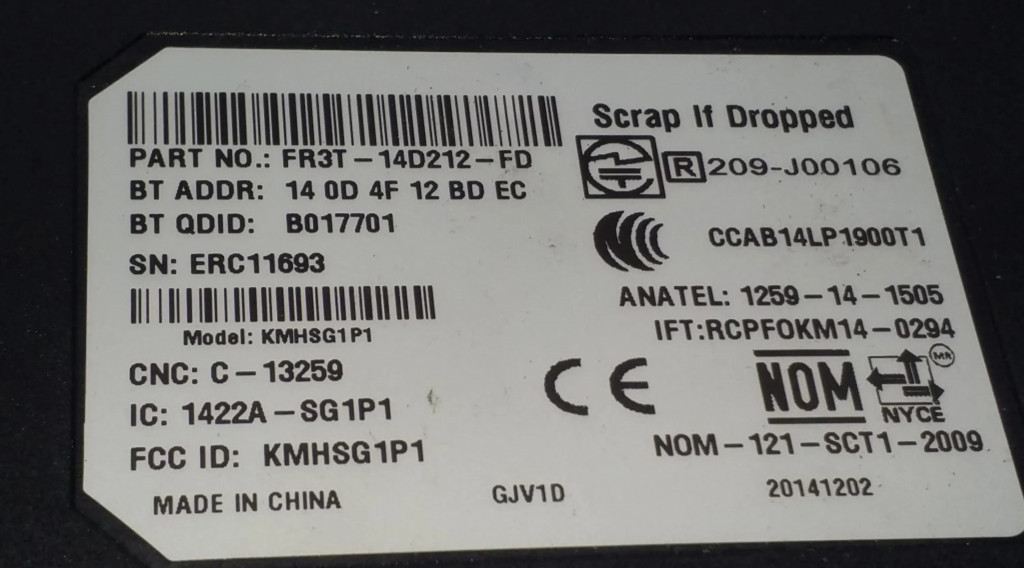 Scrap If Dropped
PART NO.: FR3T-14D212-FD
R 209-J00106
BT ADDR: 14 0D 4F 12 BD EC
BT QDID: B017701
CCAB14LP1900T1
SN: ERC11693
ANATEL: 1259-14-1505
Model: KMHSG1P1
IFT:RCPFOKM14-0294
CNC: C-13259
CE
NOM
MR
NYCE
IC: 1422A-SG1P1
NOM-121-SCT1-2009
FCC ID: KMHSG1P1
MADE IN CHINA
GJV1D
20141202